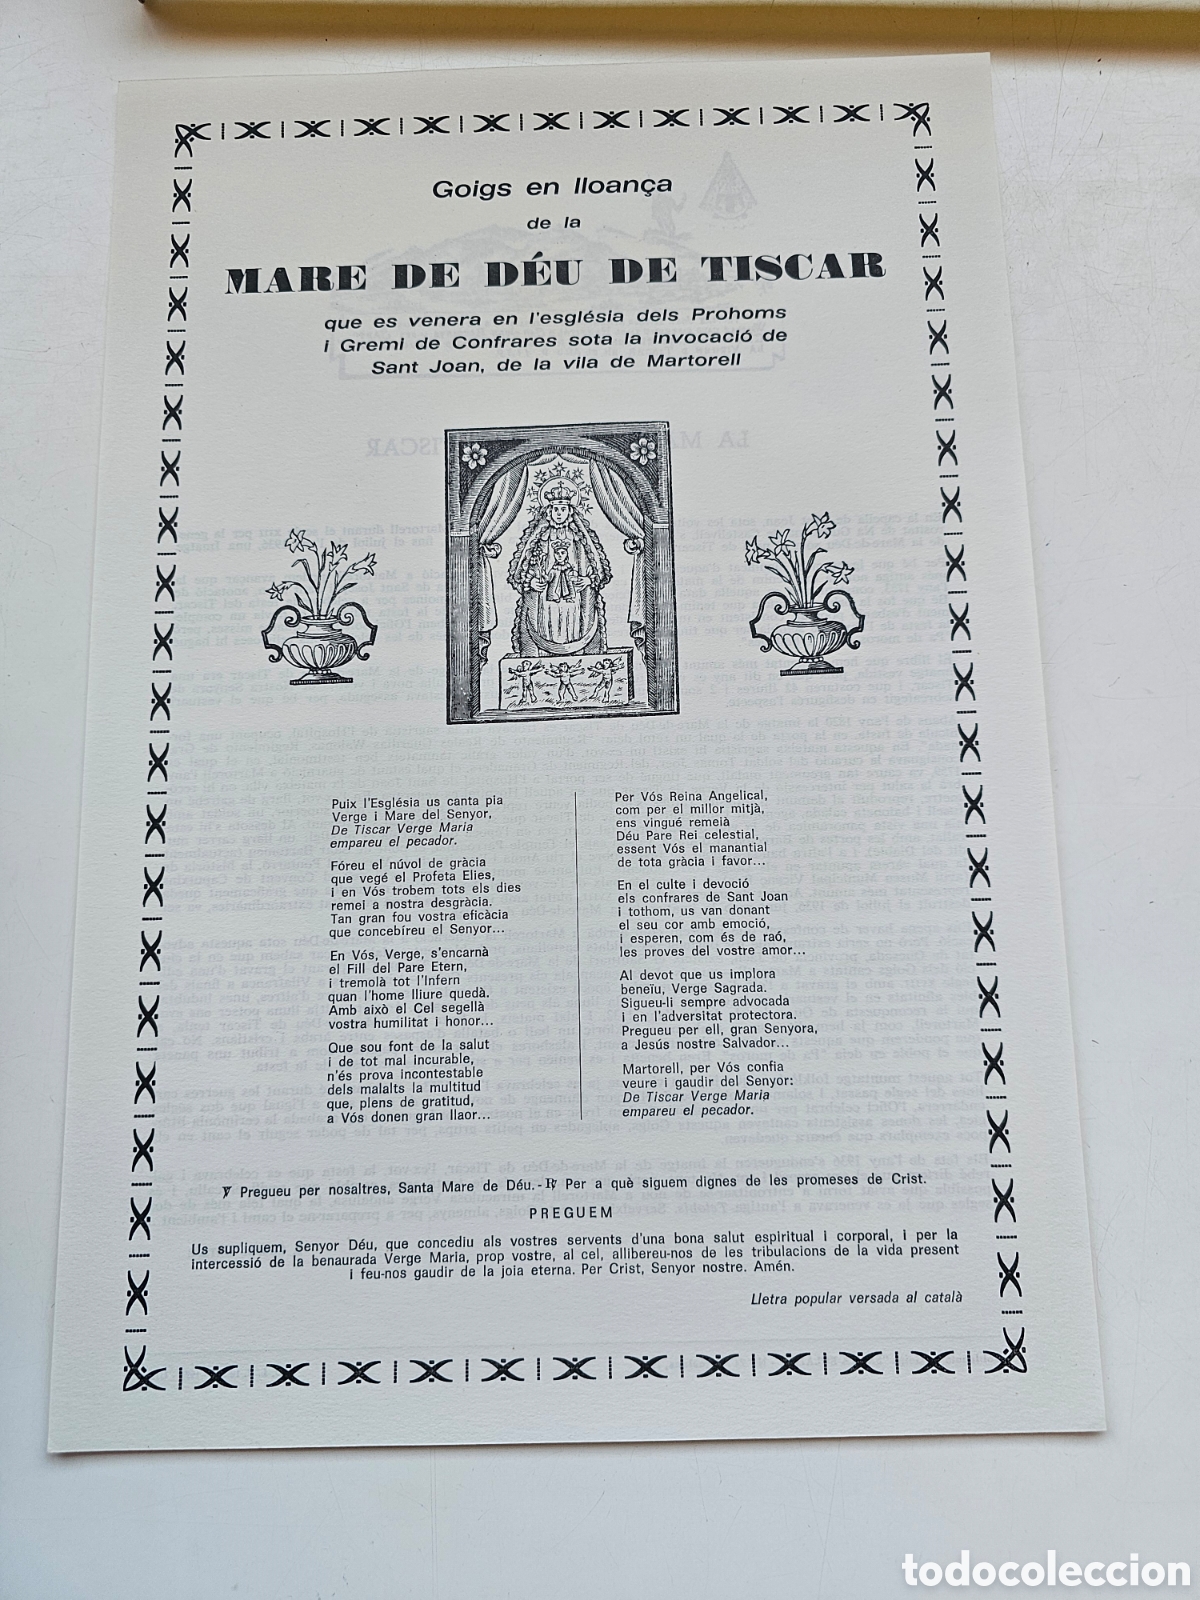 Goigs en lloança
de la
MARE DE DÉU DE TISCAR
que es venera en l'església dels Prohoms
i Gremi de Confrares sota la invocació de
Sant Joan, de la vila de Martorell
Puix l'Església us canta pia
Verge i Mare del Senyor,
De Tiscar Verge Maria
empareu el pecador.
Fóreu el núvol de gràcia
que vegé el Profeta Elies,
i en Vós trobem tots els dies
remei a nostra desgràcia.
Tan gran fou vostra eficàcia
que concebíreu el Senyor...
En Vós, Verge, s'encarnà
el Fill del Pare Etern,
i tremolà tot l'Infern
quan l'home lliure quedà.
Amb això el Cel segellà
vostra humilitat i honor...
Que sou font de la salut
i de tot mal incurable,
n'és prova incontestable
dels malalts la multitud
que, plens de gratitud,
a Vós donen gran llaor...
Per Vós Reina Angelical,
com per el millor mitjà,
ens vingué remeià
Déu Pare Rei celestial,
essent Vós el manantial
de tota gràcia i favor...
En el culte i devoció
els confrares de Sant Joan
i tothom, us van donant
el seu cor amb emoció,
i esperen, com és de raó,
les proves del vostre amor...
Al devot que us implora
beneïu, Verge Sagrada.
Sigueu-li sempre advocada
i en l'adversitat protectora.
Pregueu per ell, gran Senyora,
a Jesús nostre Salvador...
Martorell, per Vós confia
veure i gaudir del Senyor:
De Tiscar Verge Maria
empareu el pecador.
℣ Pregueu per nosaltres, Santa Mare de Déu. - ℟ Per a què siguem dignes de les promeses de Crist.
PREGUEM
Us supliquem, Senyor Déu, que concediu als vostres servents d'una bona salut espiritual i corporal, i per la
intercessió de la benaurada Verge Maria, prop vostre, al cel, allibereu-nos de les tribulacions de la vida present
i feu-nos gaudir de la joia eterna. Per Crist, Senyor nostre. Amén.
Lletra popular versada al català
todocoleccion